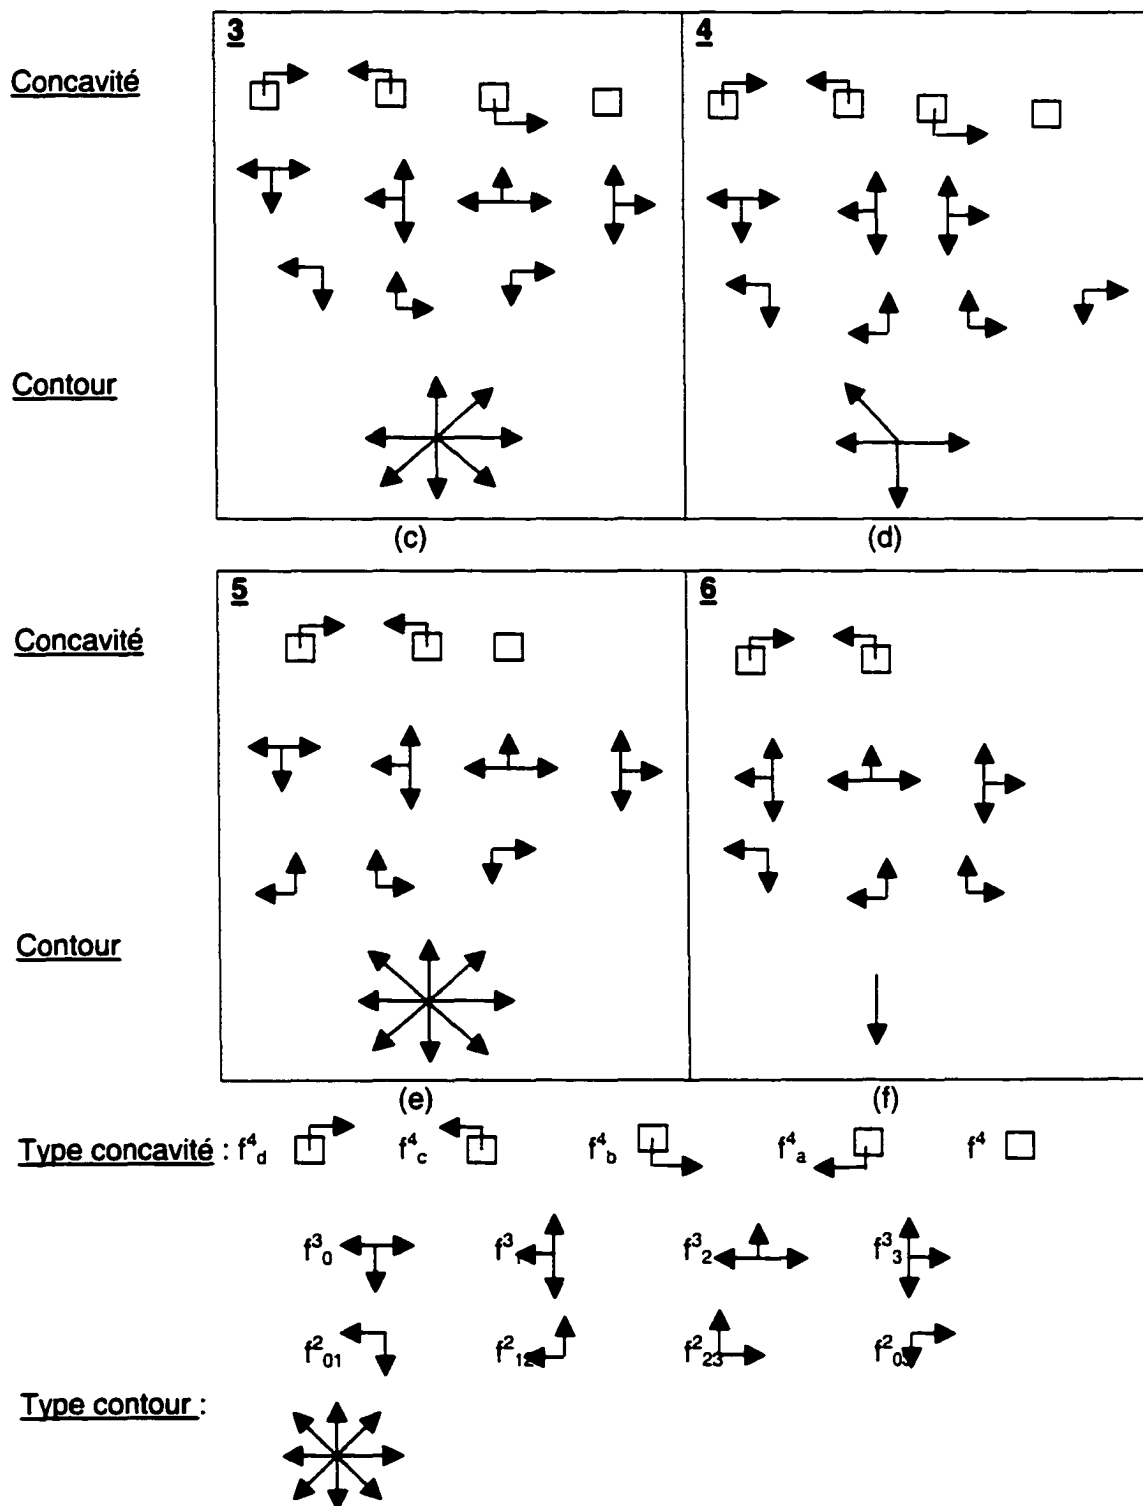 3 4
Concavité
Contour
(c) (d)
5 6
Concavité
Contour
(e) (f)
Type concavité : f⁴d f⁴c f⁴b f⁴a f⁴
f³0 f³1 f³2 f³3
f²01 f²12 f²23 f²03
Type contour :